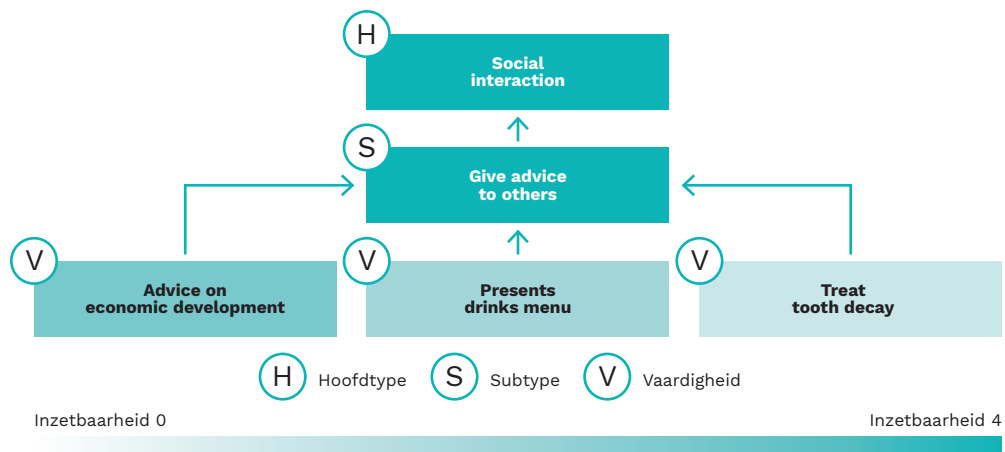 H
Social
interaction
S
Give advice
to others
V
Advice on
economic development
V
Presents
drinks menu
V
Treat
tooth decay
H Hoofdtype S Subtype V Vaardigheid
Inzetbaarheid 0 Inzetbaarheid 4